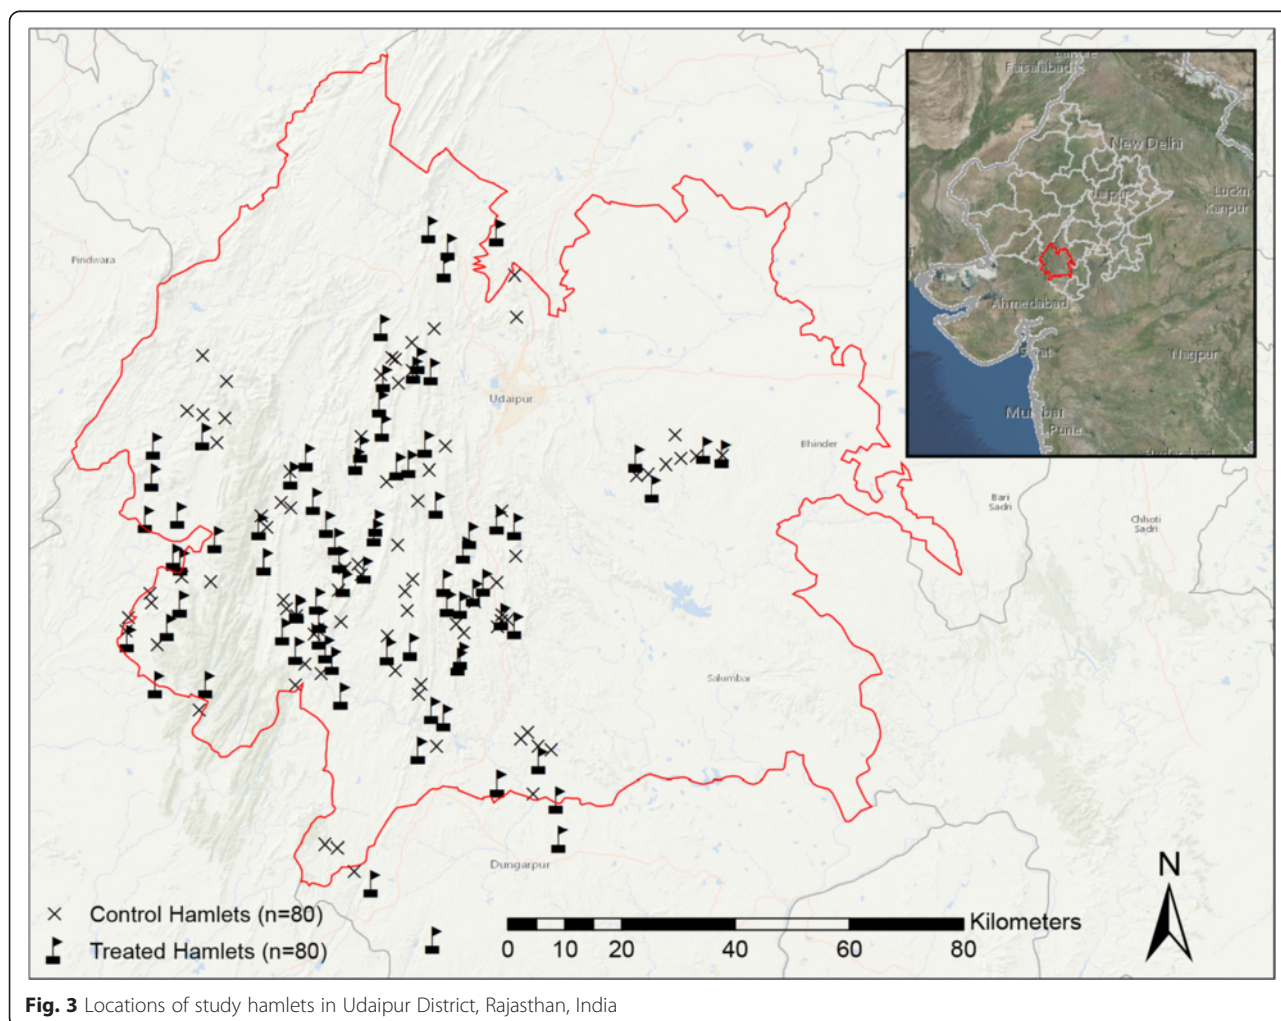 Faisalabad
New Delhi
Jaipur
Kanpur
Ahmedabad
Surat
Nagpur
Mumbai
Pune
Pindwara
Udaipur
Bhinder
Bari
Sadri
Chhoti
Sadri
Salumbar
Dungarpur
N
Control Hamlets (n=80)
Treated Hamlets (n=80)
Kilometers
0 10 20 40 60 80
Fig. 3 Locations of study hamlets in Udaipur District, Rajasthan, India